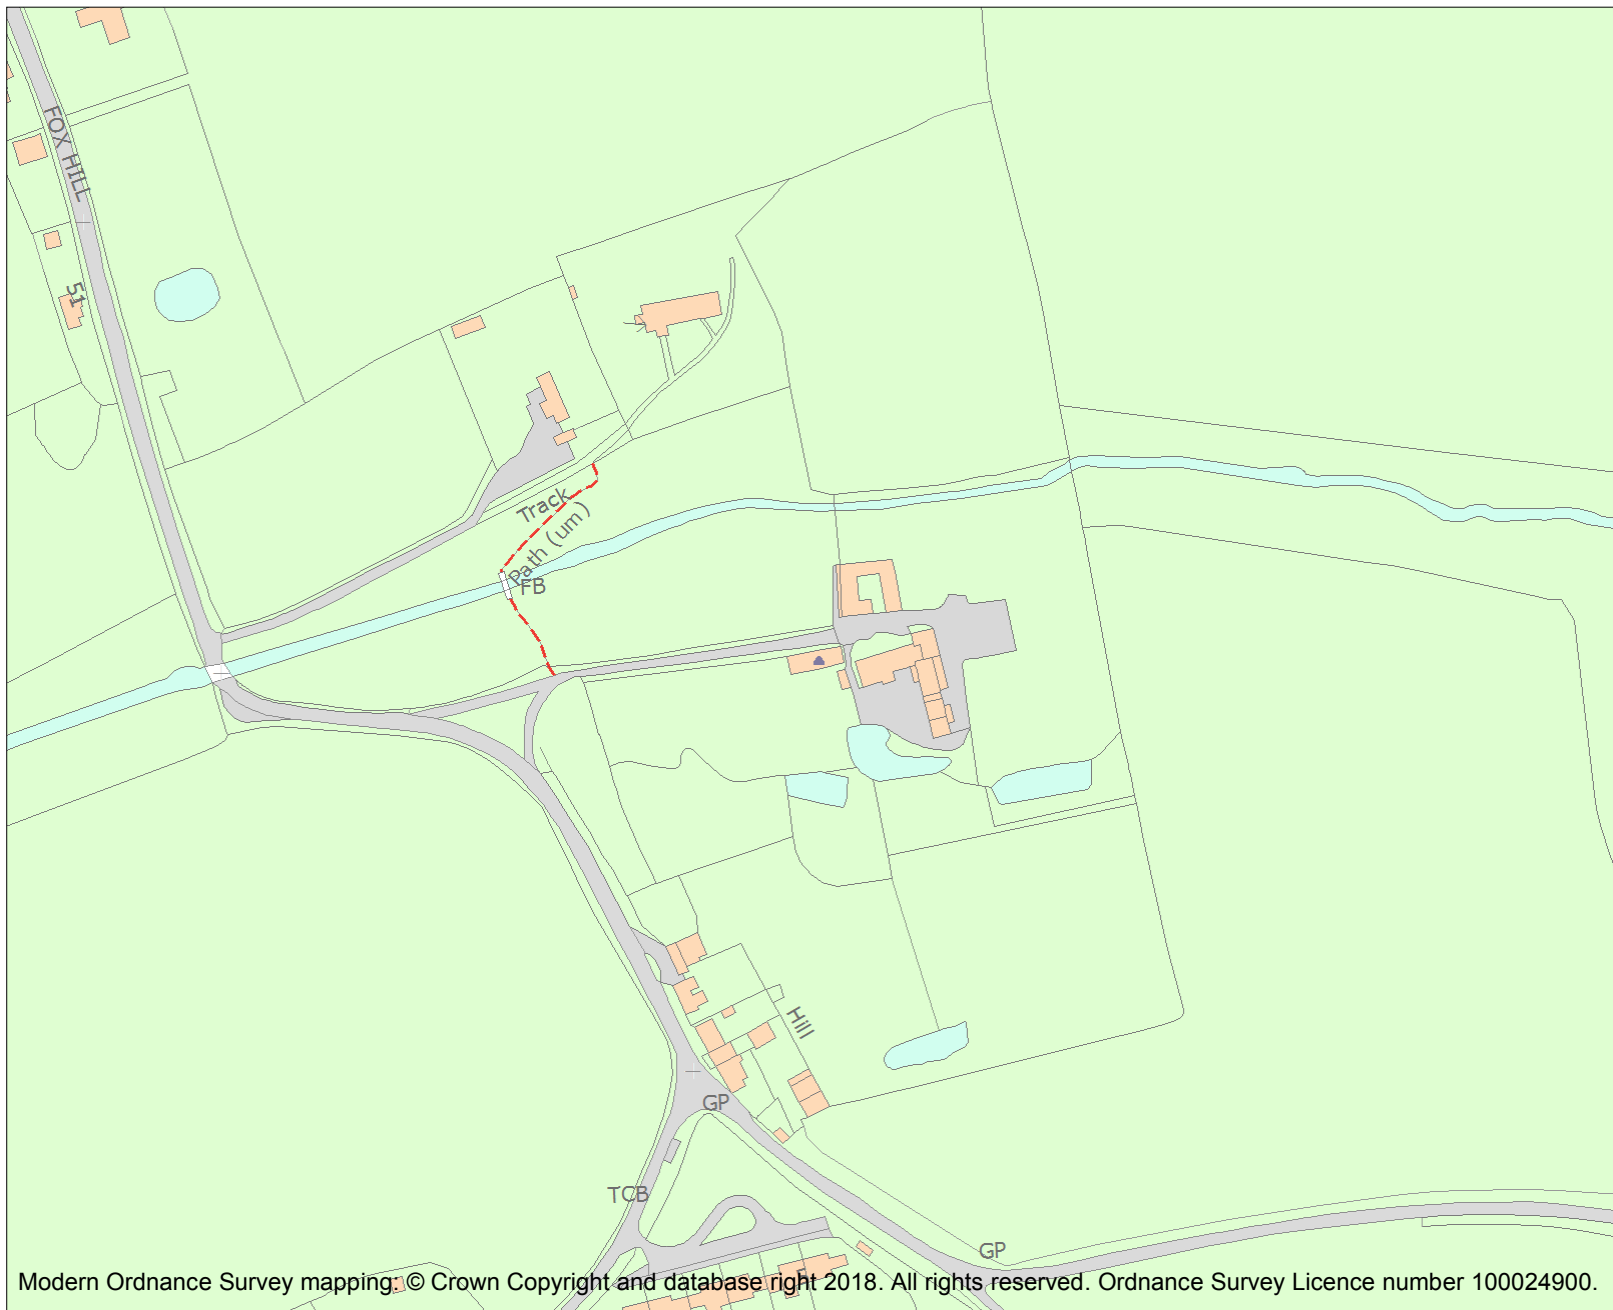 FOX HILL
51
Track
Path (um)
FB
Hill
GP
TCB
GP
Modern Ordnance Survey mapping: © Crown Copyright and database right 2018. All rights reserved. Ordnance Survey Licence number 100024900.